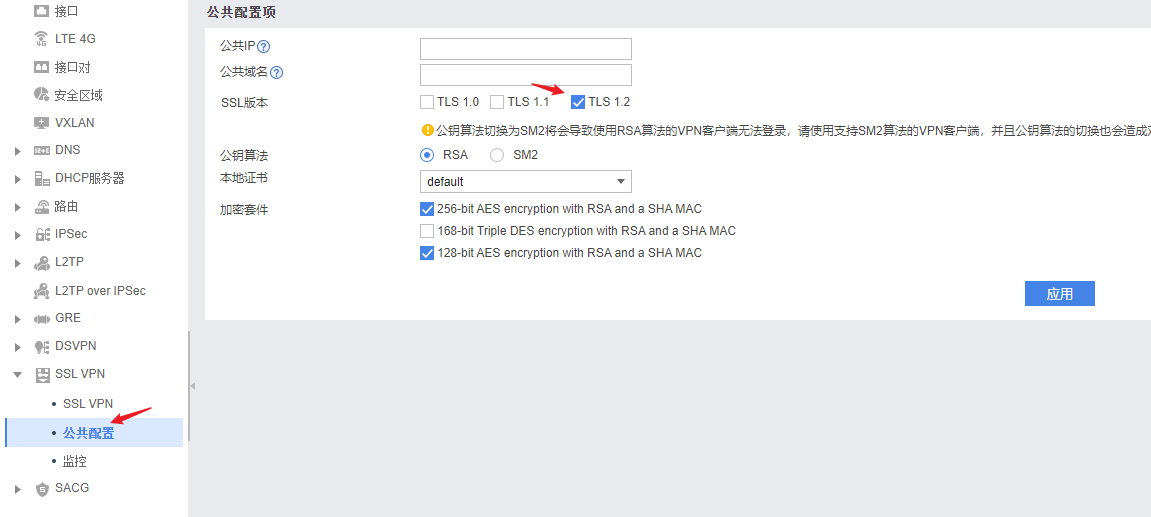 接口
LTE 4G
接口对
安全区域
VXLAN
DNS
DHCP服务器
路由
IPSec
L2TP
L2TP over IPSec
GRE
DSVPN
SSL VPN
SSL VPN
公共配置
监控
SACG
公共配置项
公共IP
公共域名
SSL版本 TLS 1.0 TLS 1.1 TLS 1.2
公钥算法切换为SM2将会导致使用RSA算法的VPN客户端无法登录，请使用支持SM2算法的VPN客户端，并且公钥算法的切换也会造成
公钥算法 RSA SM2
本地证书 default
加密套件 256-bit AES encryption with RSA and a SHA MAC
168-bit Triple DES encryption with RSA and a SHA MAC
128-bit AES encryption with RSA and a SHA MAC
应用